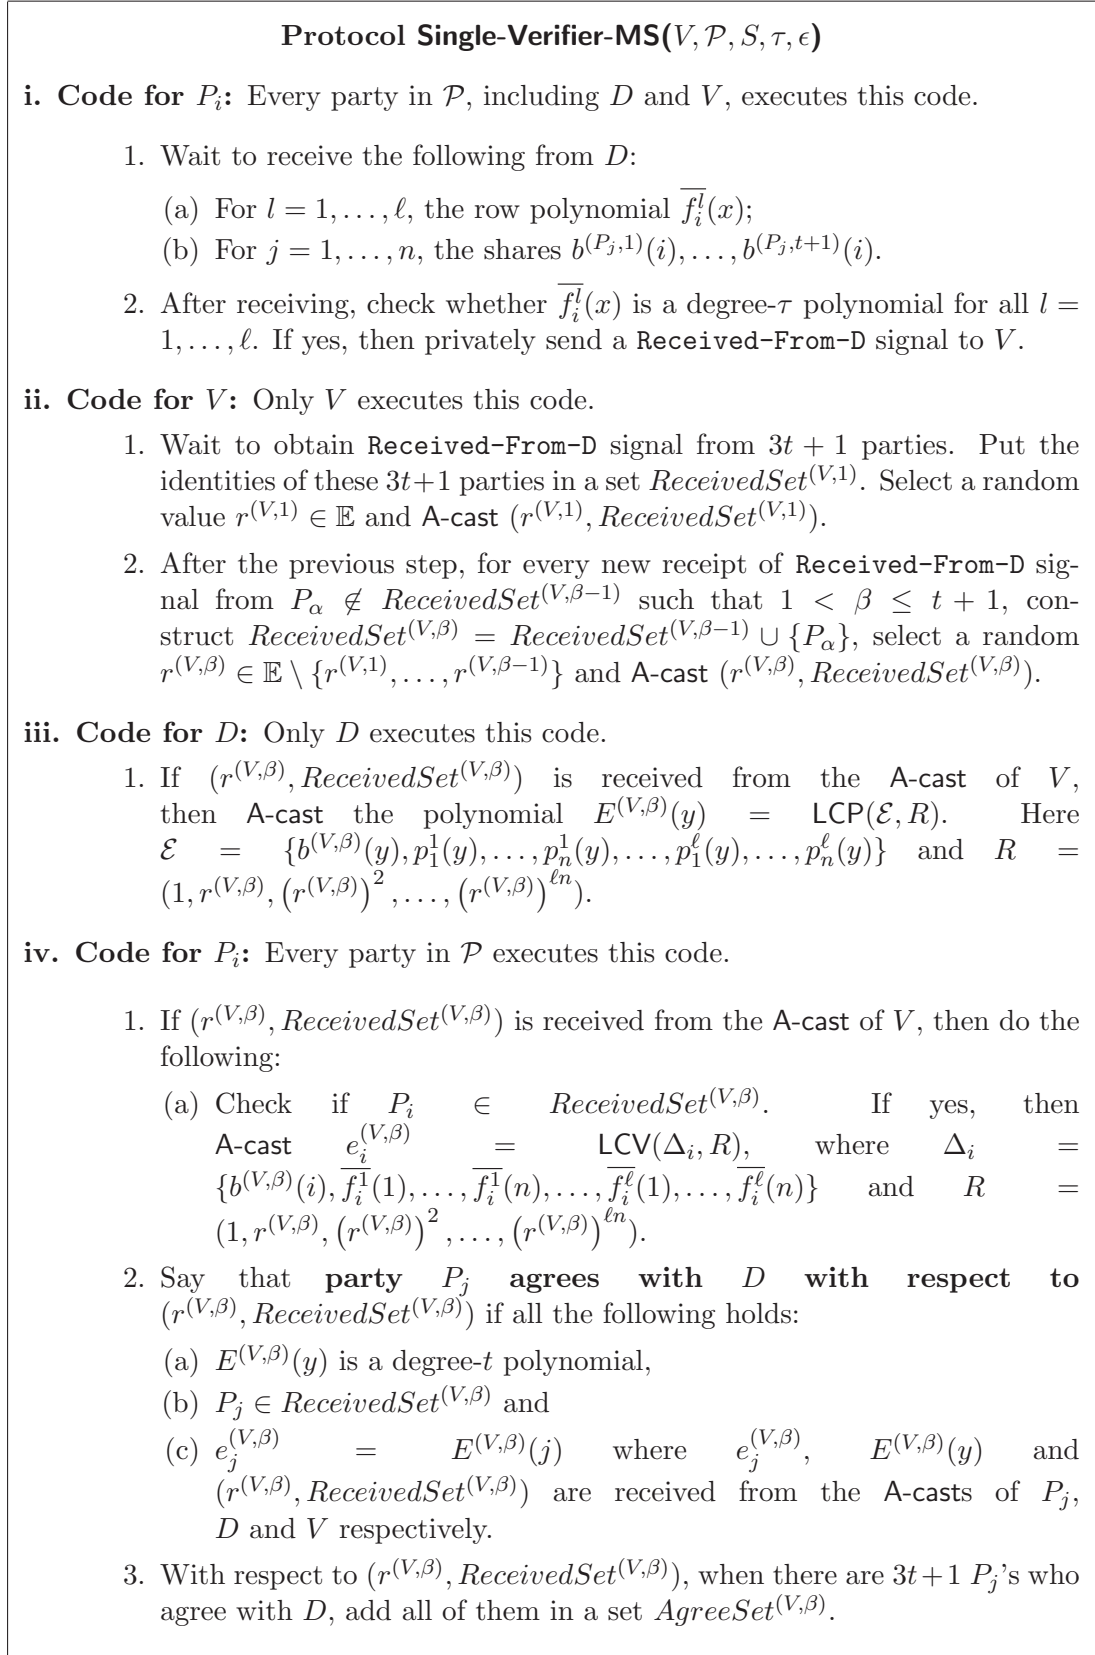 Protocol Single-Verifier-MS(V, 𝒫, S, τ, ϵ)
i. Code for P_i: Every party in 𝒫, including D and V, executes this code.
1. Wait to receive the following from D:
(a) For l = 1, . . . , ℓ, the row polynomial \overline{f_i^l}(x);
(b) For j = 1, . . . , n, the shares b^{(P_j,1)}(i), . . . , b^{(P_j,t+1)}(i).
2. After receiving, check whether \overline{f_i^l}(x) is a degree-τ polynomial for all l =
1, . . . , ℓ. If yes, then privately send a Received-From-D signal to V.
ii. Code for V: Only V executes this code.
1. Wait to obtain Received-From-D signal from 3t + 1 parties. Put the
identities of these 3t+1 parties in a set ReceivedSet^{(V,1)}. Select a random
value r^{(V,1)} ∈ 𝔼 and A-cast (r^{(V,1)}, ReceivedSet^{(V,1)}).
2. After the previous step, for every new receipt of Received-From-D sig-
nal from P_α ∉ ReceivedSet^{(V,β−1)} such that 1 < β ≤ t + 1, con-
struct ReceivedSet^{(V,β)} = ReceivedSet^{(V,β−1)} ∪ {P_α}, select a random
r^{(V,β)} ∈ 𝔼 \ {r^{(V,1)}, . . . , r^{(V,β−1)}} and A-cast (r^{(V,β)}, ReceivedSet^{(V,β)}).
iii. Code for D: Only D executes this code.
1. If (r^{(V,β)}, ReceivedSet^{(V,β)}) is received from the A-cast of V,
then A-cast the polynomial E^{(V,β)}(y) = LCP(ℰ, R). Here
ℰ = {b^{(V,β)}(y), p_1^1(y), . . . , p_n^1(y), . . . , p_1^ℓ(y), . . . , p_n^ℓ(y)} and R =
(1, r^{(V,β)}, (r^{(V,β)})^2, . . . , (r^{(V,β)})^{ℓn}).
iv. Code for P_i: Every party in 𝒫 executes this code.
1. If (r^{(V,β)}, ReceivedSet^{(V,β)}) is received from the A-cast of V, then do the
following:
(a) Check if P_i ∈ ReceivedSet^{(V,β)}. If yes, then
A-cast e_i^{(V,β)} = LCV(Δ_i, R), where Δ_i =
{b^{(V,β)}(i), \overline{f_i^1}(1), . . . , \overline{f_i^1}(n), . . . , \overline{f_i^ℓ}(1), . . . , \overline{f_i^ℓ}(n)} and R =
(1, r^{(V,β)}, (r^{(V,β)})^2, . . . , (r^{(V,β)})^{ℓn}).
2. Say that party P_j agrees with D with respect to
(r^{(V,β)}, ReceivedSet^{(V,β)}) if all the following holds:
(a) E^{(V,β)}(y) is a degree-t polynomial,
(b) P_j ∈ ReceivedSet^{(V,β)} and
(c) e_j^{(V,β)} = E^{(V,β)}(j) where e_j^{(V,β)}, E^{(V,β)}(y) and
(r^{(V,β)}, ReceivedSet^{(V,β)}) are received from the A-casts of P_j,
D and V respectively.
3. With respect to (r^{(V,β)}, ReceivedSet^{(V,β)}), when there are 3t+1 P_j's who
agree with D, add all of them in a set AgreeSet^{(V,β)}.